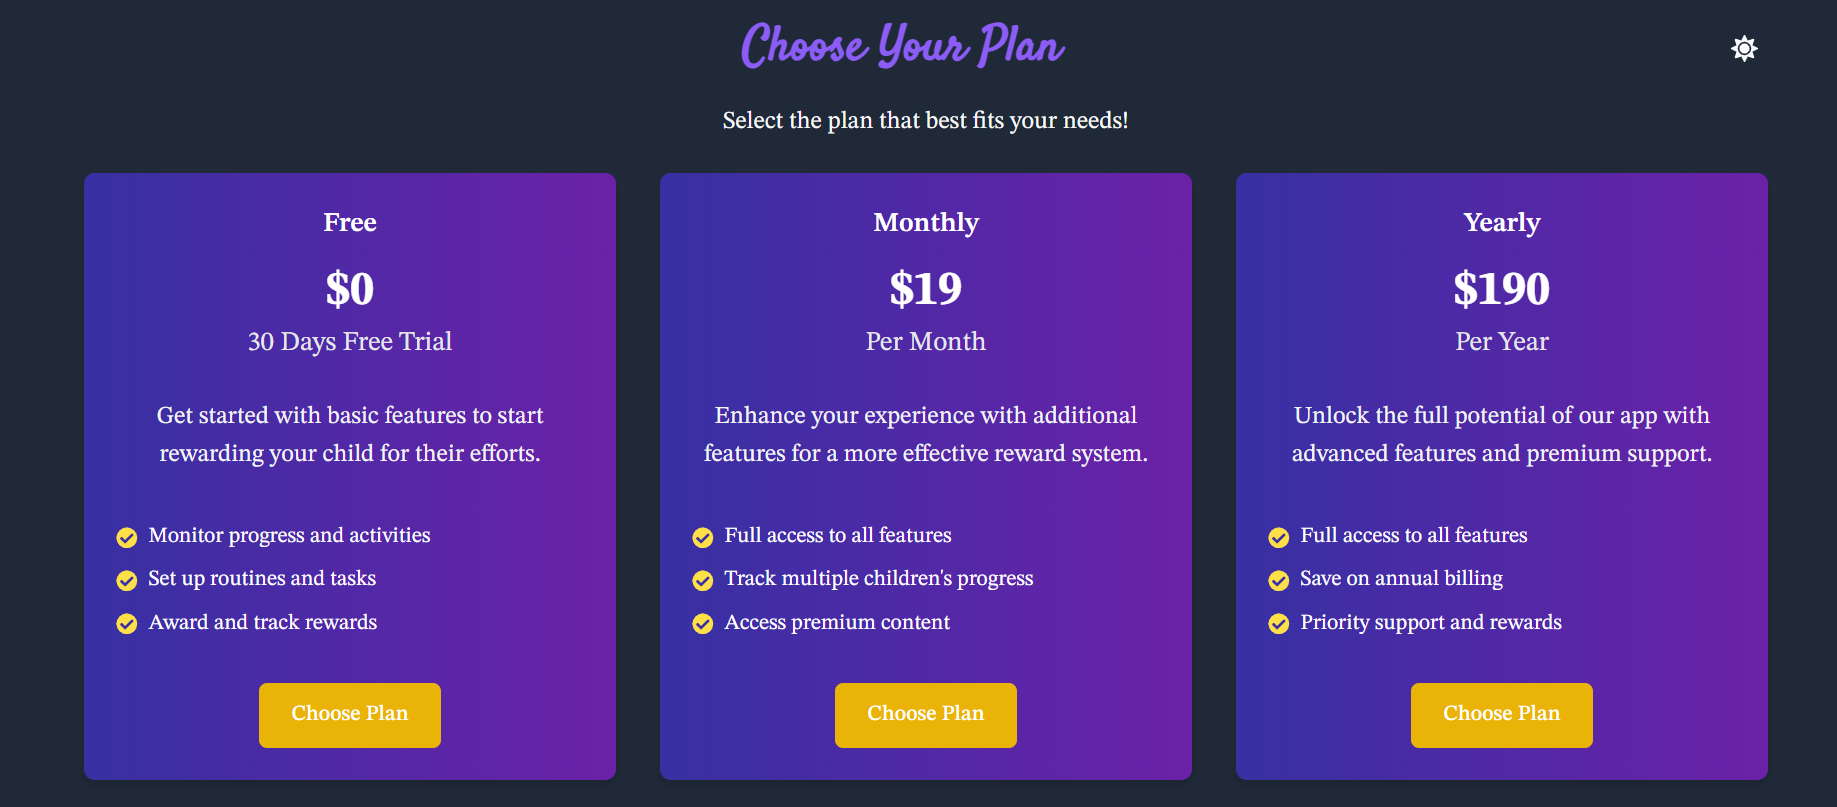 Choose Your Plan
Select the plan that best fits your needs!
Free
$0
30 Days Free Trial
Get started with basic features to start
rewarding your child for their efforts.
Monitor progress and activities
Set up routines and tasks
Award and track rewards
Choose Plan
Monthly
$19
Per Month
Enhance your experience with additional
features for a more effective reward system.
Full access to all features
Track multiple children's progress
Access premium content
Choose Plan
Yearly
$190
Per Year
Unlock the full potential of our app with
advanced features and premium support.
Full access to all features
Save on annual billing
Priority support and rewards
Choose Plan